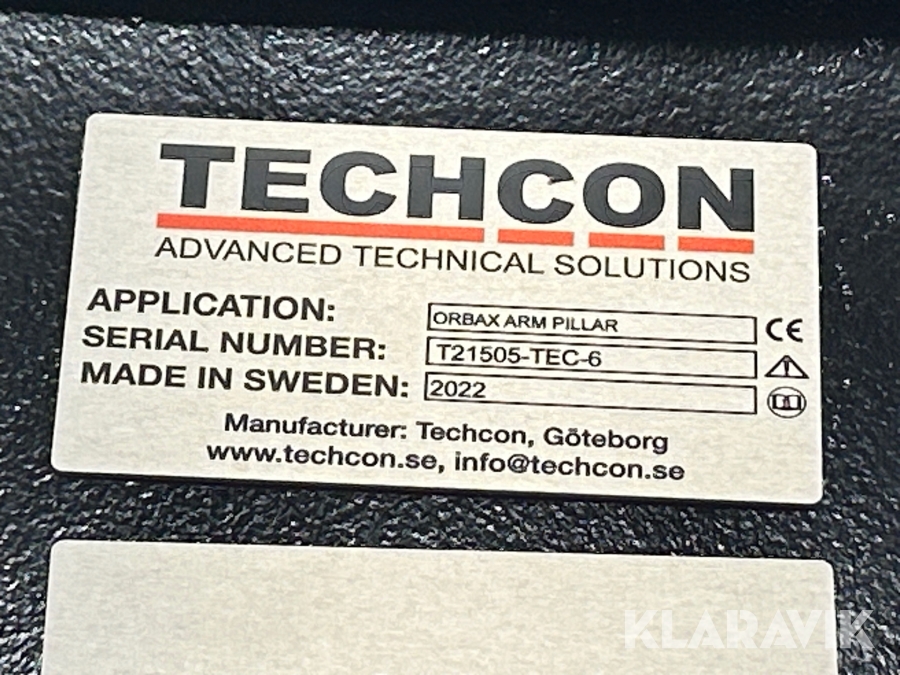 TECHCON
ADVANCED TECHNICAL SOLUTIONS
APPLICATION: ORBAX ARM PILLAR CE
SERIAL NUMBER: T21505-TEC-6
MADE IN SWEDEN: 2022
Manufacturer: Techcon, Göteborg
www.techcon.se, info@techcon.se
KLARAVIK